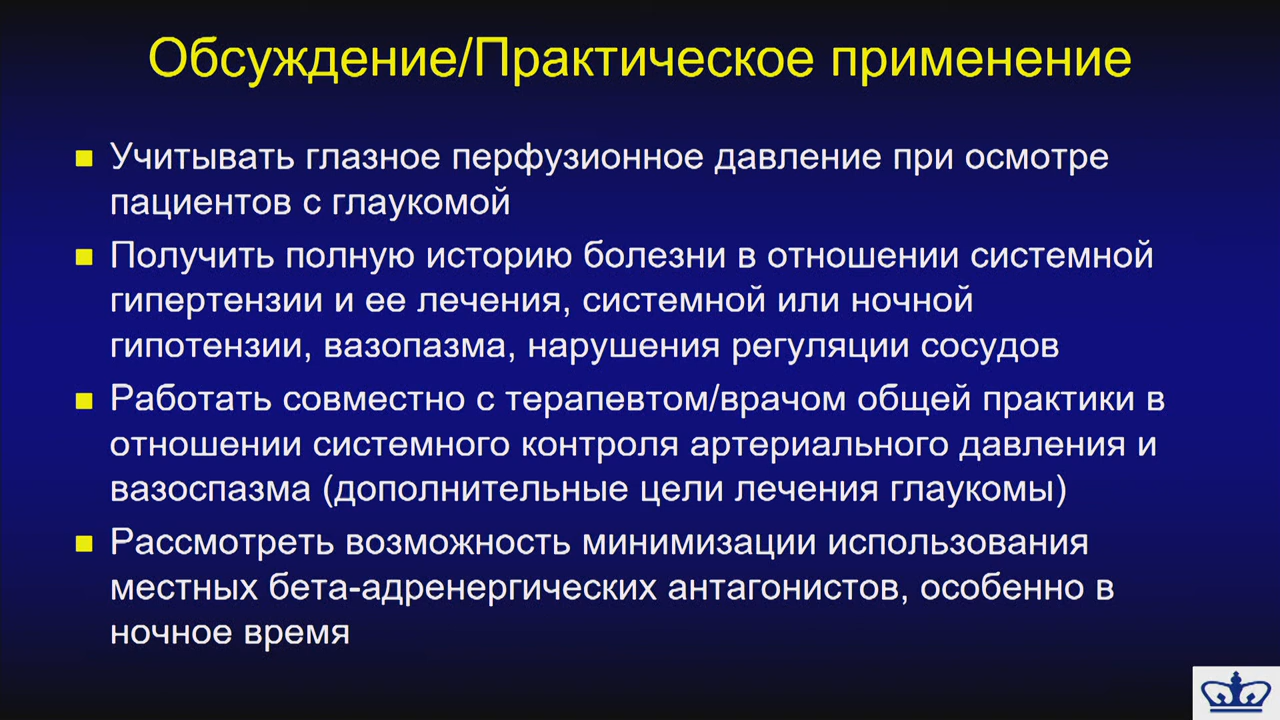 Обсуждение/Практическое применение
Учитывать глазное перфузионное давление при осмотре
пациентов с глаукомой
Получить полную историю болезни в отношении системной
гипертензии и ее лечения, системной или ночной
гипотензии, вазопазма, нарушения регуляции сосудов
Работать совместно с терапевтом/врачом общей практики в
отношении системного контроля артериального давления и
вазоспазма (дополнительные цели лечения глаукомы)
Рассмотреть возможность минимизации использования
местных бета-адренергических антагонистов, особенно в
ночное время